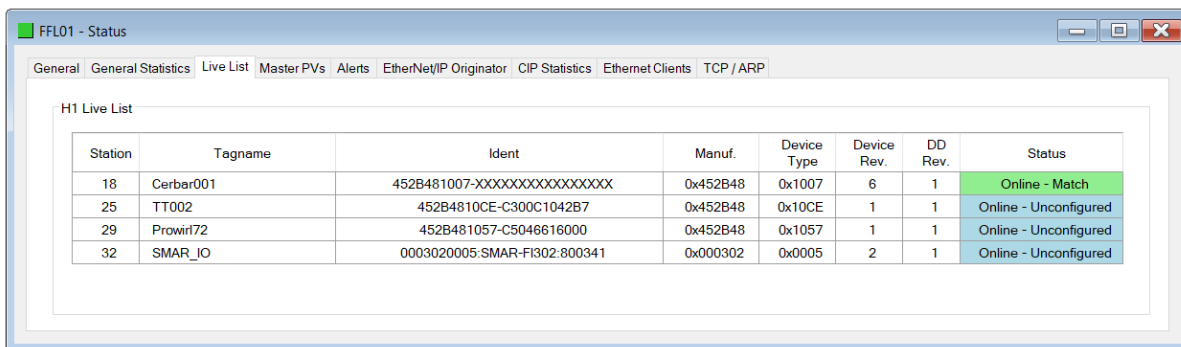 FFL01 - Status
General General Statistics Live List Master PVs Alerts EtherNet/IP Originator CIP Statistics Ethernet Clients TCP / ARP
H1 Live List
Station Tagname Ident Manuf. Device Type Device Rev. DD Rev. Status
18 Cerbar001 452B481007-XXXXXXXXXXXXXXXX 0x452B48 0x1007 6 1 Online - Match
25 TT002 452B4810CE-C300C1042B7 0x452B48 0x10CE 1 1 Online - Unconfigured
29 Prowirl72 452B481057-C5046616000 0x452B48 0x1057 1 1 Online - Unconfigured
32 SMAR_IO 0003020005:SMAR-FI302:800341 0x000302 0x0005 2 1 Online - Unconfigured